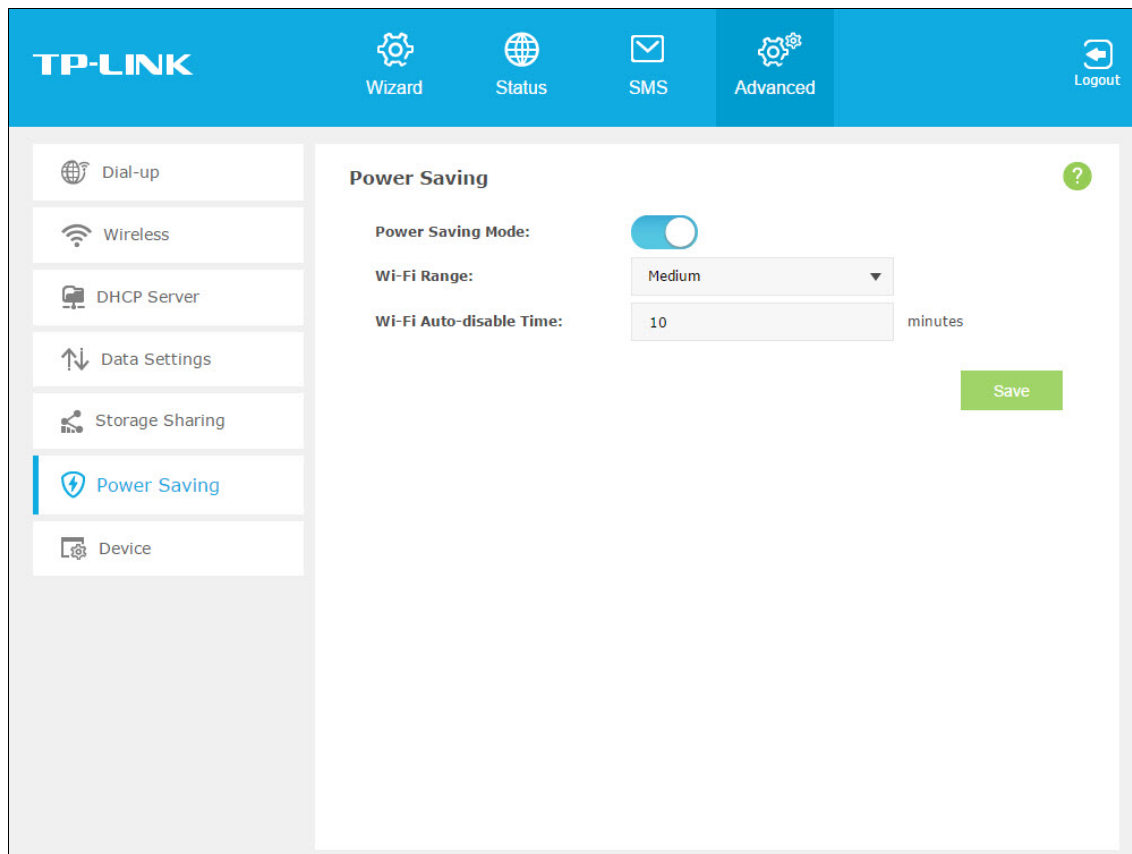 TP-LINK
Wizard
Status
SMS
Advanced
Logout
Dial-up
Wireless
DHCP Server
Data Settings
Storage Sharing
Power Saving
Device
Power Saving
?
Power Saving Mode:
Wi-Fi Range: Medium
Wi-Fi Auto-disable Time: 10 minutes
Save